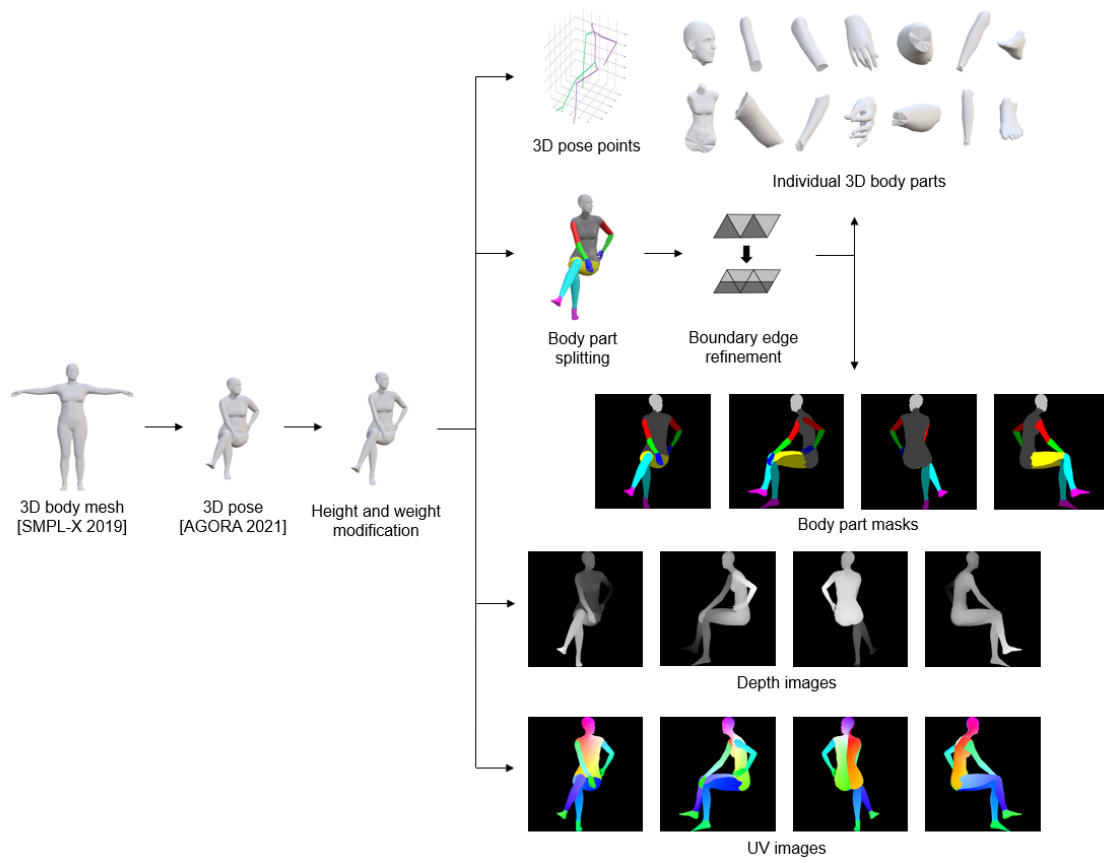 3D pose points
Individual 3D body parts
Body part
splitting
Boundary edge
refinement
3D body mesh
[SMPL-X 2019]
3D pose
[AGORA 2021]
Height and weight
modification
Body part masks
Depth images
UV images